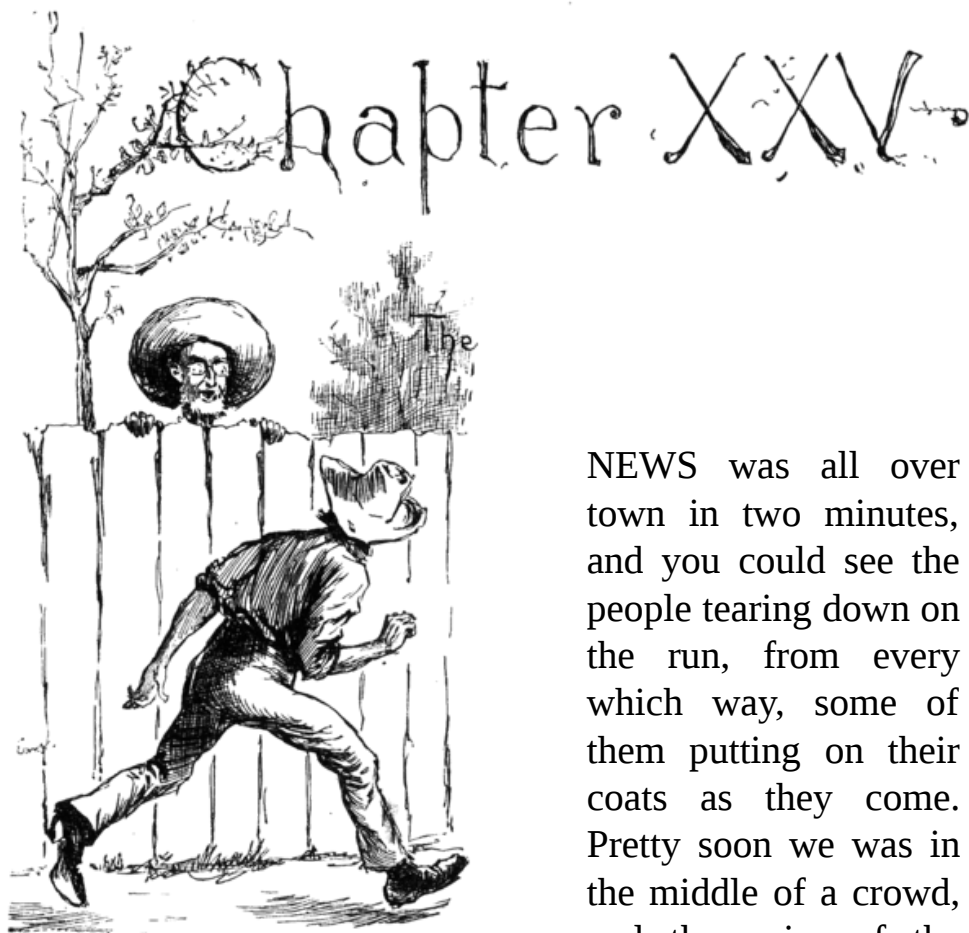 Chapter XXV
The
NEWS was all over
town in two minutes,
and you could see the
people tearing down on
the run, from every
which way, some of
them putting on their
coats as they come.
Pretty soon we was in
the middle of a crowd,